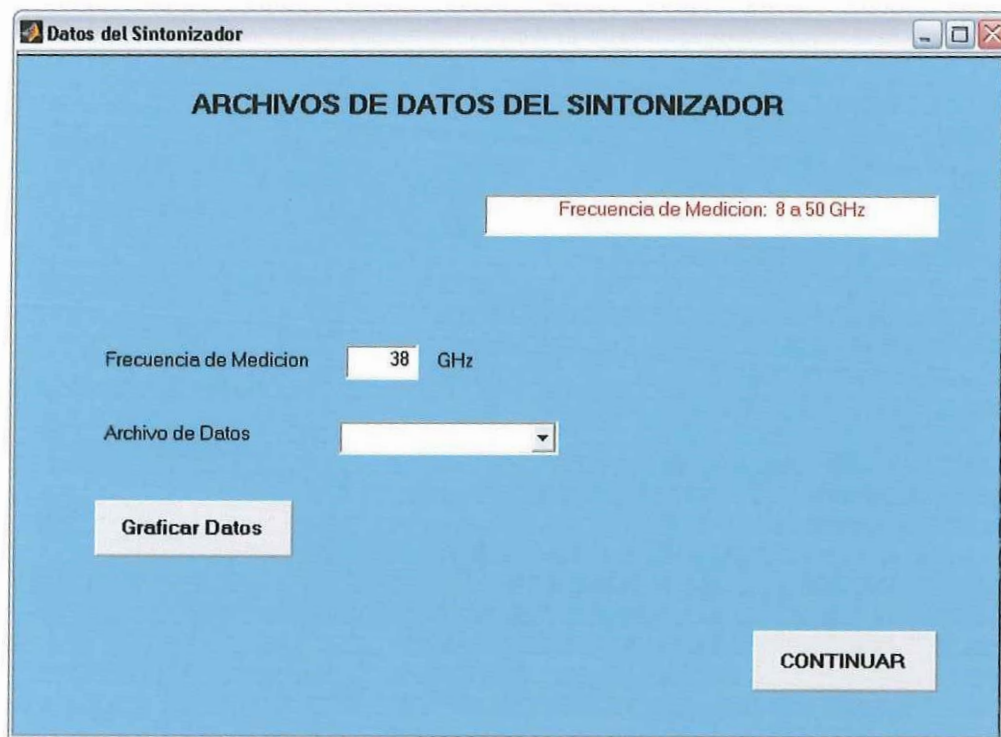 Datos del Sintonizador
ARCHIVOS DE DATOS DEL SINTONIZADOR
Frecuencia de Medicion: 8 a 50 GHz
Frecuencia de Medicion 38 GHz
Archivo de Datos
Graficar Datos
CONTINUAR